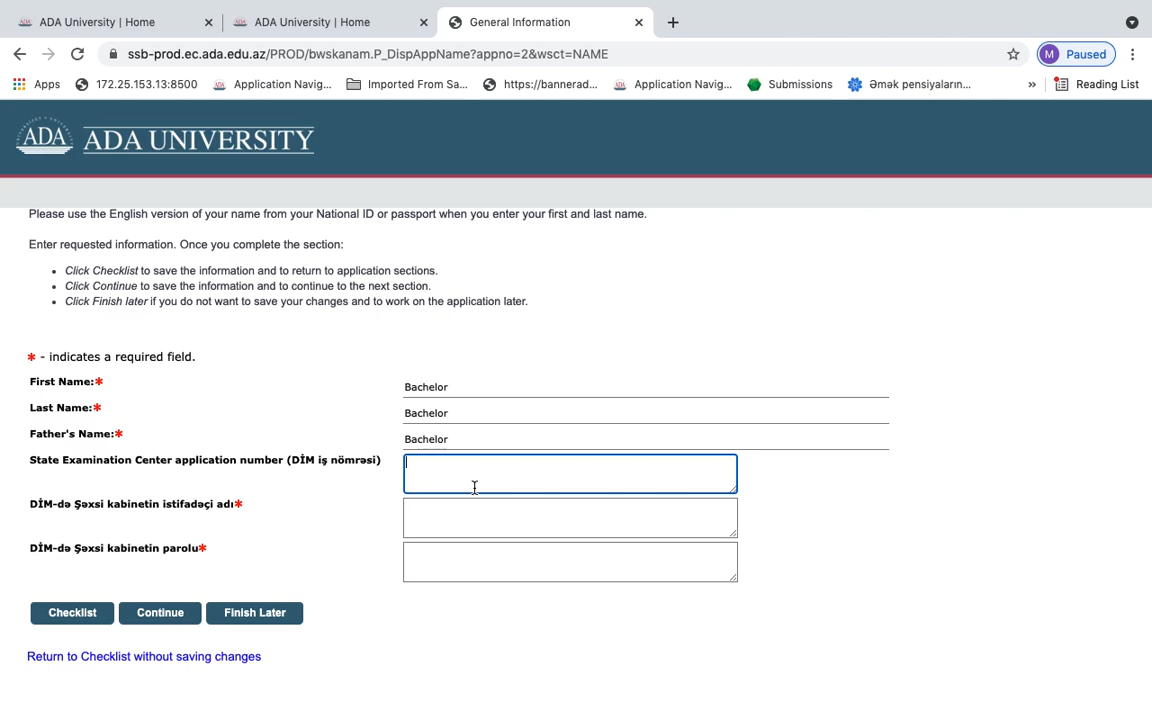 ADA University | Home
ADA University | Home
General Information
ssb-prod.ec.ada.edu.az/PROD/bwskanam.P_DispAppName?appno=2&wsct=NAME
M Paused
Apps 172.25.153.13:8500 Application Navig... Imported From Sa... https://bannerad... Application Navig... Submissions Əmək pensiyaların... » Reading List
ADA ADA UNIVERSITY
Please use the English version of your name from your National ID or passport when you enter your first and last name.
Enter requested information. Once you complete the section:
• Click Checklist to save the information and to return to application sections.
• Click Continue to save the information and to continue to the next section.
• Click Finish later if you do not want to save your changes and to work on the application later.
* - indicates a required field.
First Name:* Bachelor
Last Name:* Bachelor
Father's Name:* Bachelor
State Examination Center application number (DİM iş nömrəsi)
DİM-də Şəxsi kabinetin istifadəçi adı*
DİM-də Şəxsi kabinetin parolu*
Checklist Continue Finish Later
Return to Checklist without saving changes